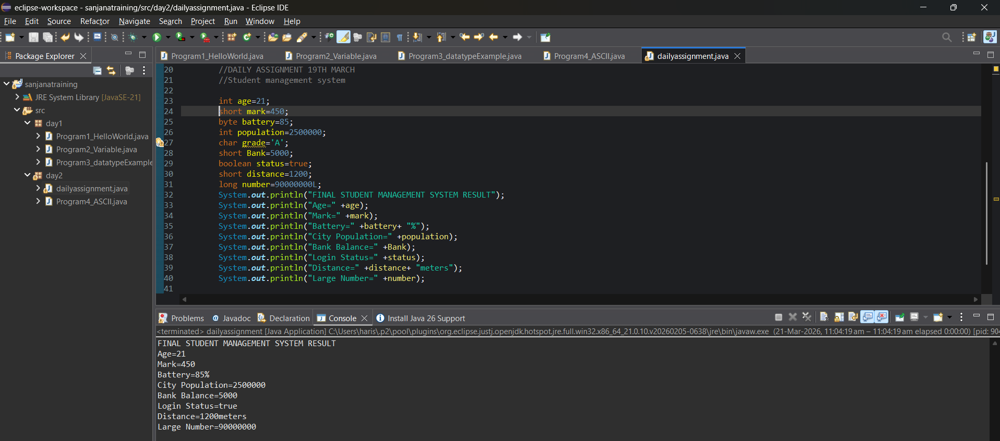 eclipse-workspace - sanjanatraining/src/day2/dailyassignment.java - Eclipse IDE
File Edit Source Refactor Navigate Search Project Run Window Help
Package Explorer
Program1_HelloWorld.java Program2_Variable.java Program3_datatypeExample.java Program4_ASCII.java dailyassignment.java
sanjanatraining
JRE System Library [JavaSE-21]
src
day1
Program1_HelloWorld.java
Program2_Variable.java
Program3_datatypeExample
day2
dailyassignment.java
Program4_ASCII.java
20 //DAILY ASSIGNMENT 19TH MARCH
21 //Student management system
22
23 int age=21;
24 short mark=450;
25 byte battery=85;
26 int population=2500000;
27 char grade='A';
28 short Bank=5000;
29 boolean status=true;
30 short distance=1200;
31 long number=90000000L;
32 System.out.println("FINAL STUDENT MANAGEMENT SYSTEM RESULT");
33 System.out.println("Age=" +age);
34 System.out.println("Mark=" +mark);
35 System.out.println("Battery=" +battery+ "%");
36 System.out.println("City Population=" +population);
37 System.out.println("Bank Balance=" +Bank);
38 System.out.println("Login Status=" +status);
39 System.out.println("Distance=" +distance+ "meters");
40 System.out.println("Large Number=" +number);
41
Problems Javadoc Declaration Console Install Java 26 Support
<terminated> dailyassignment [Java Application] C:\Users\haris\.p2\pool\plugins\org.eclipse.justj.openjdk.hotspot.jre.full.win32.x86_64_21.0.10.v20260205-0638\jre\bin\javaw.exe (21-Mar-2026, 11:04:19 am – 11:04:19 am elapsed 0:00:00) [pid: 904
FINAL STUDENT MANAGEMENT SYSTEM RESULT
Age=21
Mark=450
Battery=85%
City Population=2500000
Bank Balance=5000
Login Status=true
Distance=1200meters
Large Number=90000000